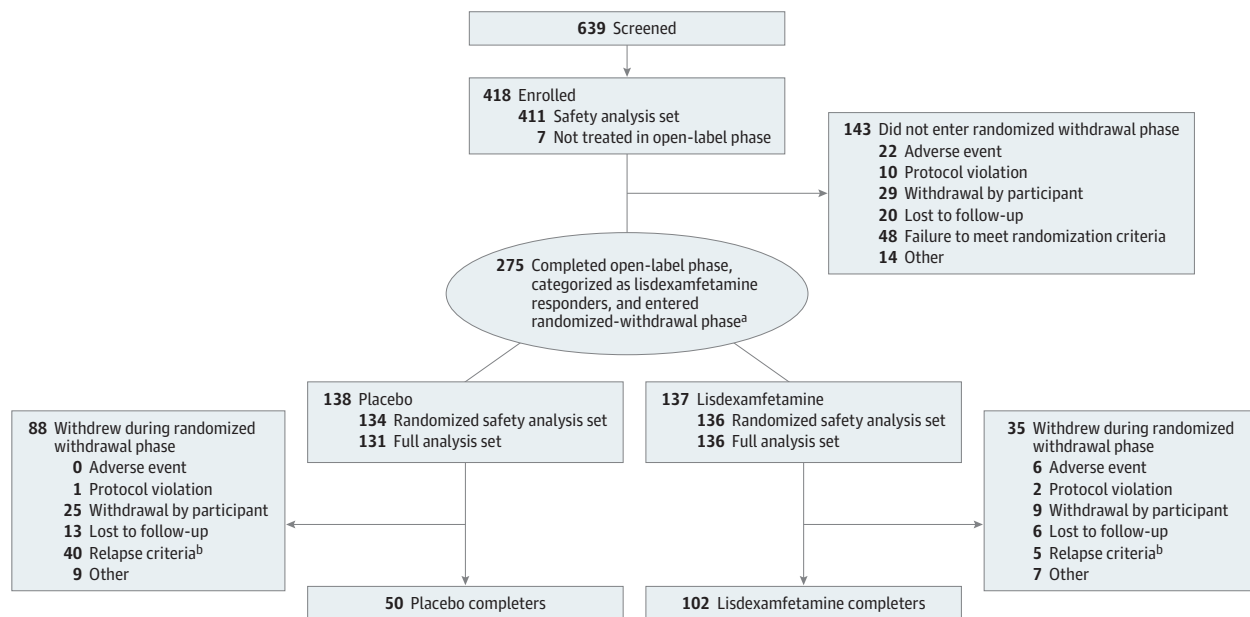 639 Screened
418 Enrolled
411 Safety analysis set
7 Not treated in open-label phase
143 Did not enter randomized withdrawal phase
22 Adverse event
10 Protocol violation
29 Withdrawal by participant
20 Lost to follow-up
48 Failure to meet randomization criteria
14 Other
275 Completed open-label phase,
categorized as lisdexamfetamine
responders, and entered
randomized-withdrawal phaseᵃ
138 Placebo
134 Randomized safety analysis set
131 Full analysis set
137 Lisdexamfetamine
136 Randomized safety analysis set
136 Full analysis set
88 Withdrew during randomized
withdrawal phase
0 Adverse event
1 Protocol violation
25 Withdrawal by participant
13 Lost to follow-up
40 Relapse criteriaᵇ
9 Other
35 Withdrew during randomized
withdrawal phase
6 Adverse event
2 Protocol violation
9 Withdrawal by participant
6 Lost to follow-up
5 Relapse criteriaᵇ
7 Other
50 Placebo completers
102 Lisdexamfetamine completers